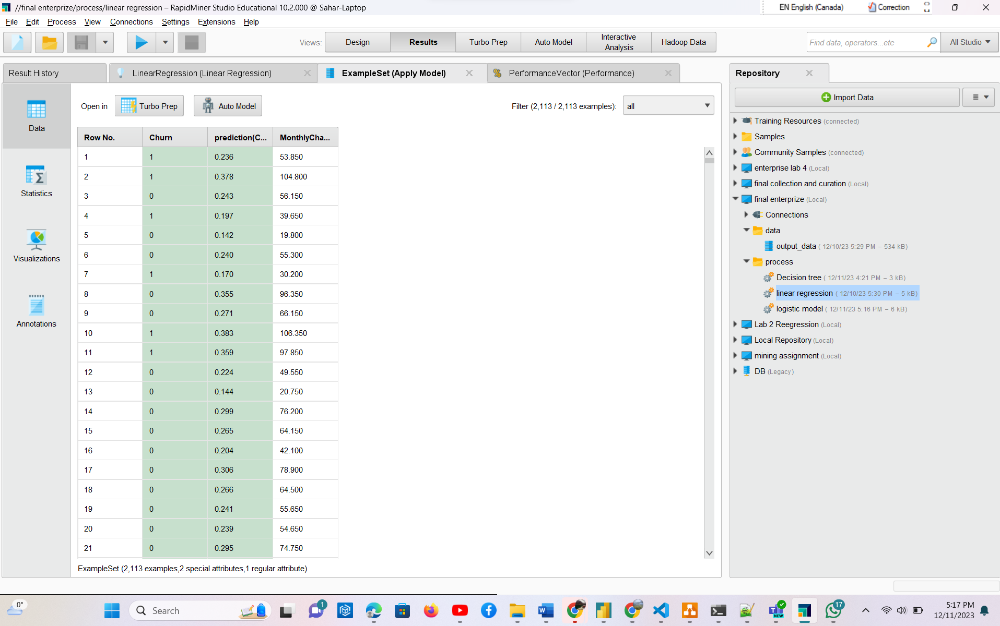 //final enterprize/process/linear regression – RapidMiner Studio Educational 10.2.000 @ Sahar-Laptop
EN English (Canada) Correction
File Edit Process View Connections Settings Extensions Help
Views: Design Results Turbo Prep Auto Model Interactive Analysis Hadoop Data
Find data, operators...etc All Studio
Result History LinearRegression (Linear Regression) ExampleSet (Apply Model) PerformanceVector (Performance)
Repository
Data
Statistics
Visualizations
Annotations
Open in Turbo Prep Auto Model Filter (2,113 / 2,113 examples): all
Row No. Churn prediction(C... MonthlyCha...
1 1 0.236 53.850
2 1 0.378 104.800
3 0 0.243 56.150
4 1 0.197 39.650
5 0 0.142 19.800
6 0 0.240 55.300
7 1 0.170 30.200
8 0 0.355 96.350
9 0 0.271 66.150
10 1 0.383 106.350
11 1 0.359 97.850
12 0 0.224 49.550
13 0 0.144 20.750
14 0 0.299 76.200
15 0 0.265 64.150
16 0 0.204 42.100
17 0 0.306 78.900
18 0 0.266 64.500
19 0 0.241 55.650
20 0 0.239 54.650
21 0 0.295 74.750
ExampleSet (2,113 examples,2 special attributes,1 regular attribute)
Import Data
Training Resources (connected)
Samples
Community Samples (connected)
enterprise lab 4 (Local)
final collection and curation (Local)
final enterprize (Local)
Connections
data
output_data ( 12/10/23 5:29 PM – 534 kB)
process
Decision tree ( 12/11/23 4:21 PM – 3 kB)
linear regression ( 12/10/23 5:30 PM – 5 kB)
logistic model ( 12/11/23 5:16 PM – 6 kB)
Lab 2 Reegression (Local)
Local Repository (Local)
mining assignment (Local)
DB (Legacy)
0°
Search
1
W
NEW
17
5:17 PM
12/11/2023